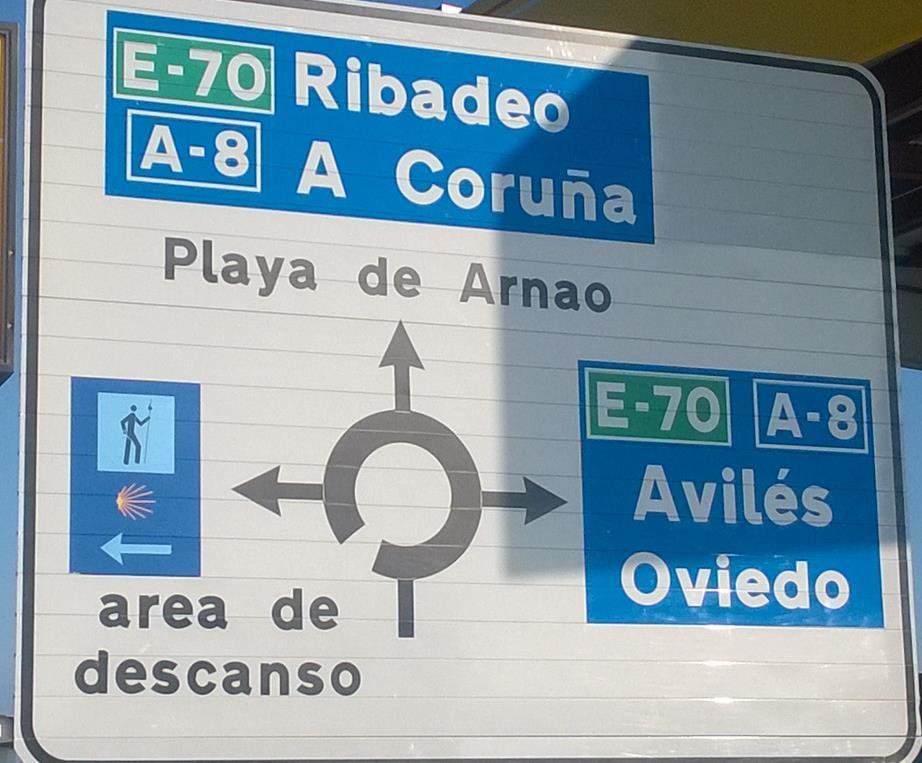 E-70 Ribadeo
A-8 A Coruña
Playa de Arnao
E-70 A-8
Avilés
Oviedo
area de
descanso